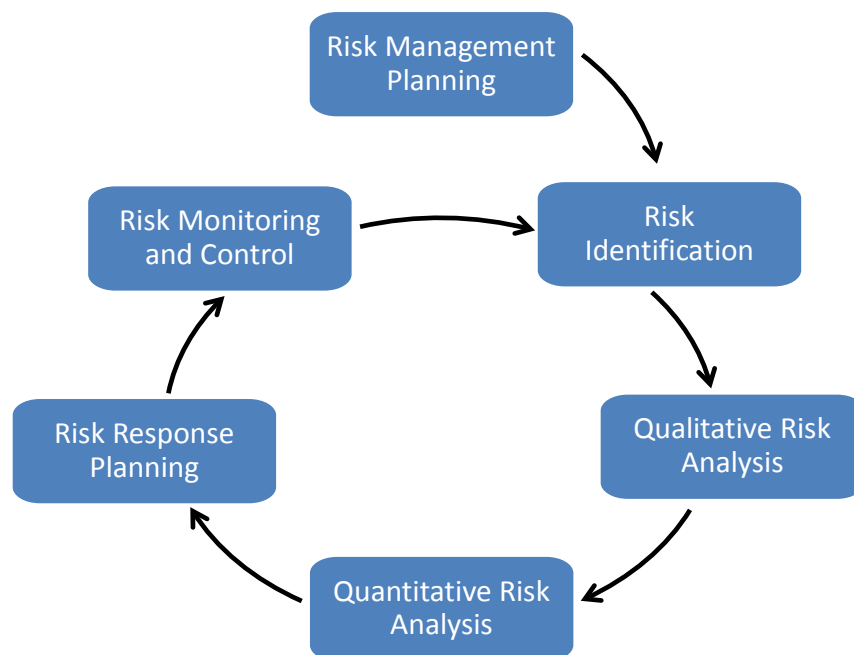 Risk Management
Planning
Risk
Identification
Qualitative Risk
Analysis
Quantitative Risk
Analysis
Risk Response
Planning
Risk Monitoring
and Control